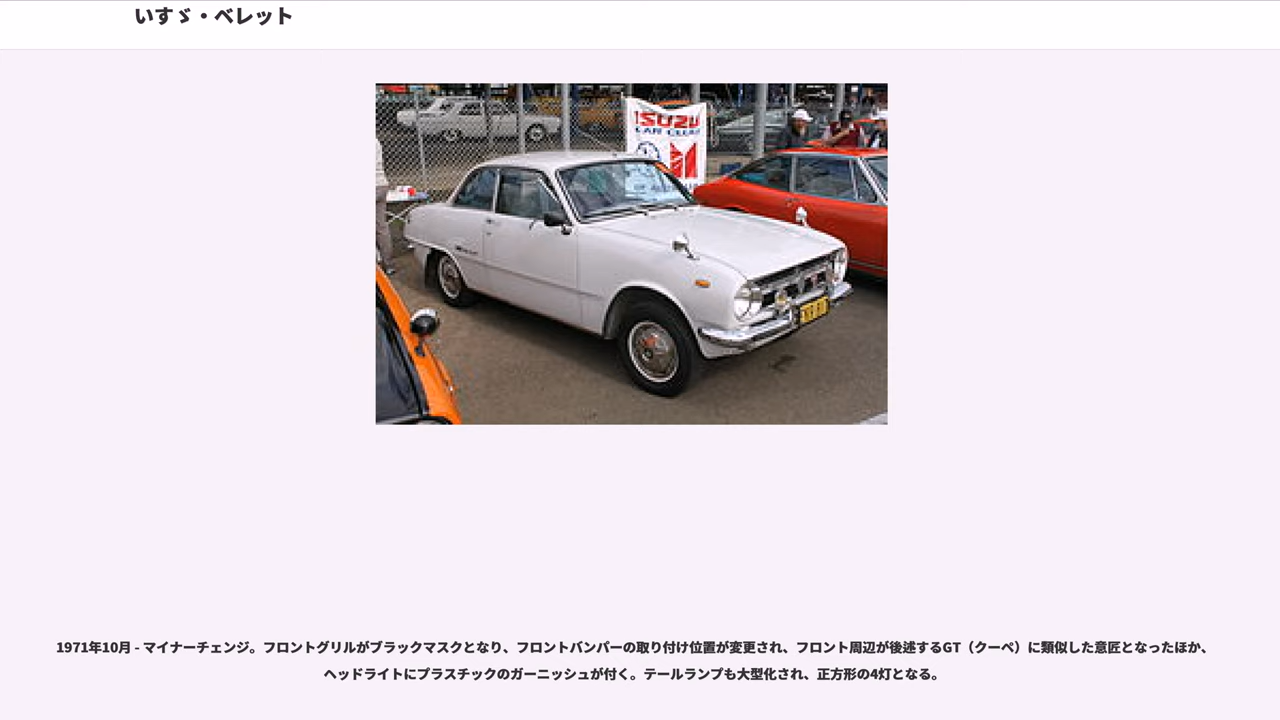 いすゞ・ベレット
ISUZU
CAR CLUB
1971年10月 - マイナーチェンジ。フロントグリルがブラックマスクとなり、フロントバンパーの取り付け位置が変更され、フロント周辺が後述するGT（クーペ）に類似した意匠となったほか、
ヘッドライトにプラスチックのガーニッシュが付く。テールランプも大型化され、正方形の4灯となる。